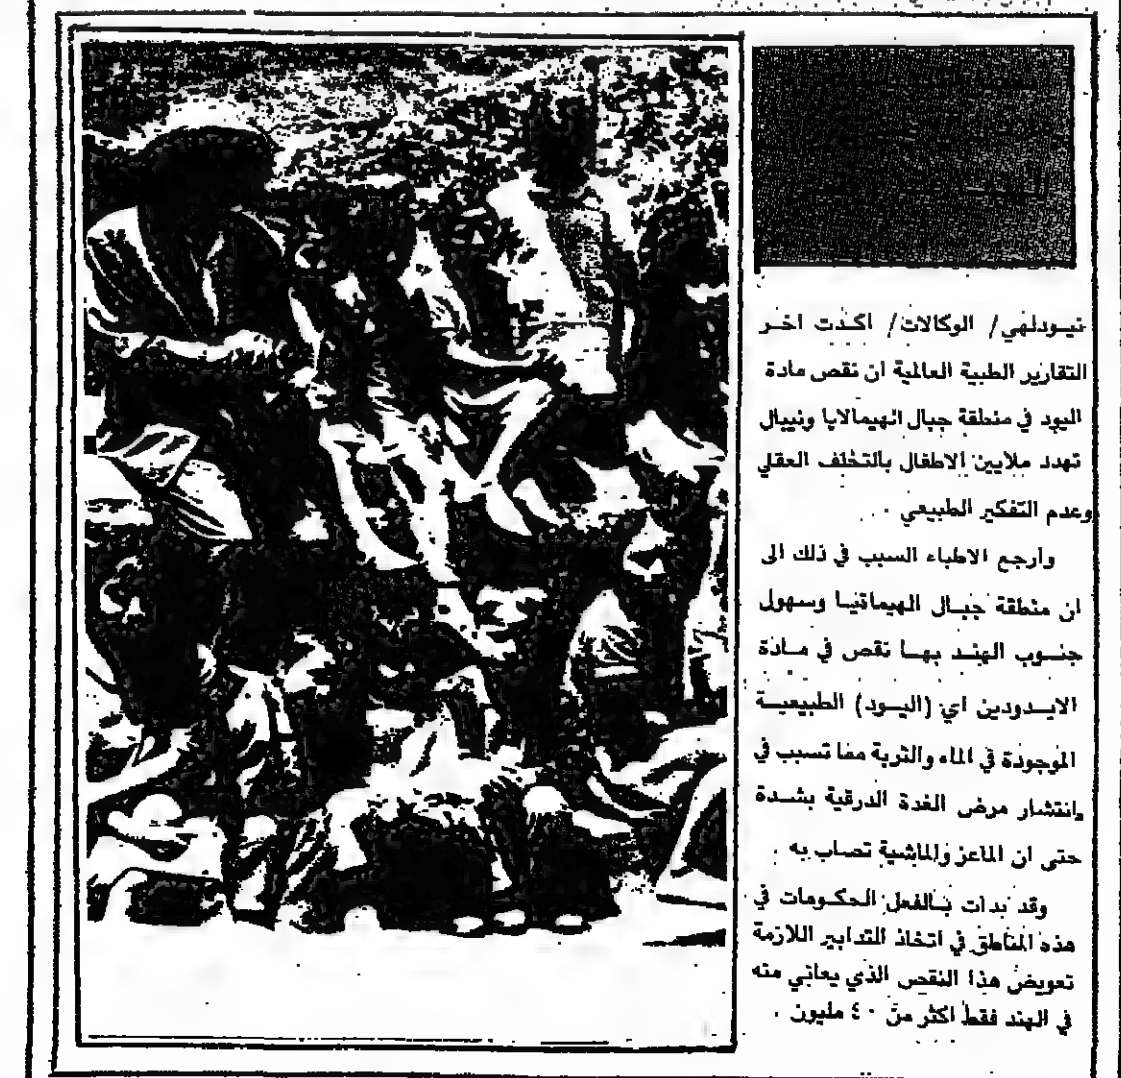 نيودلهي/ الوكالات/ اكدت اخر
التقارير الطبية العالمية ان نقص مادة
اليود في منطقة جبال الهيمالايا ونيبال
تهدد ملايين الاطفال بالتخلف العقلي
وعدم التفكير الطبيعي .
وارجع الاطباء السبب في ذلك الى
ان منطقة جبال وسهول
جنوب الهند بها نقص في مادة
الايدودين اي (اليود) الطبيعية
الموجودة في الماء والتربة مما تسبب في
انتشار مرض الغدة الدرقية بشدة
حتى ان الماعز والماشية تصاب به .
وقد بدات بالفعل الحكومات في
هذه المناطق في اتخاذ التدابير اللازمة
تعويض هذا النقص الذي يعاني منه
في الهند فقط اكثر من ٤٠ مليون .